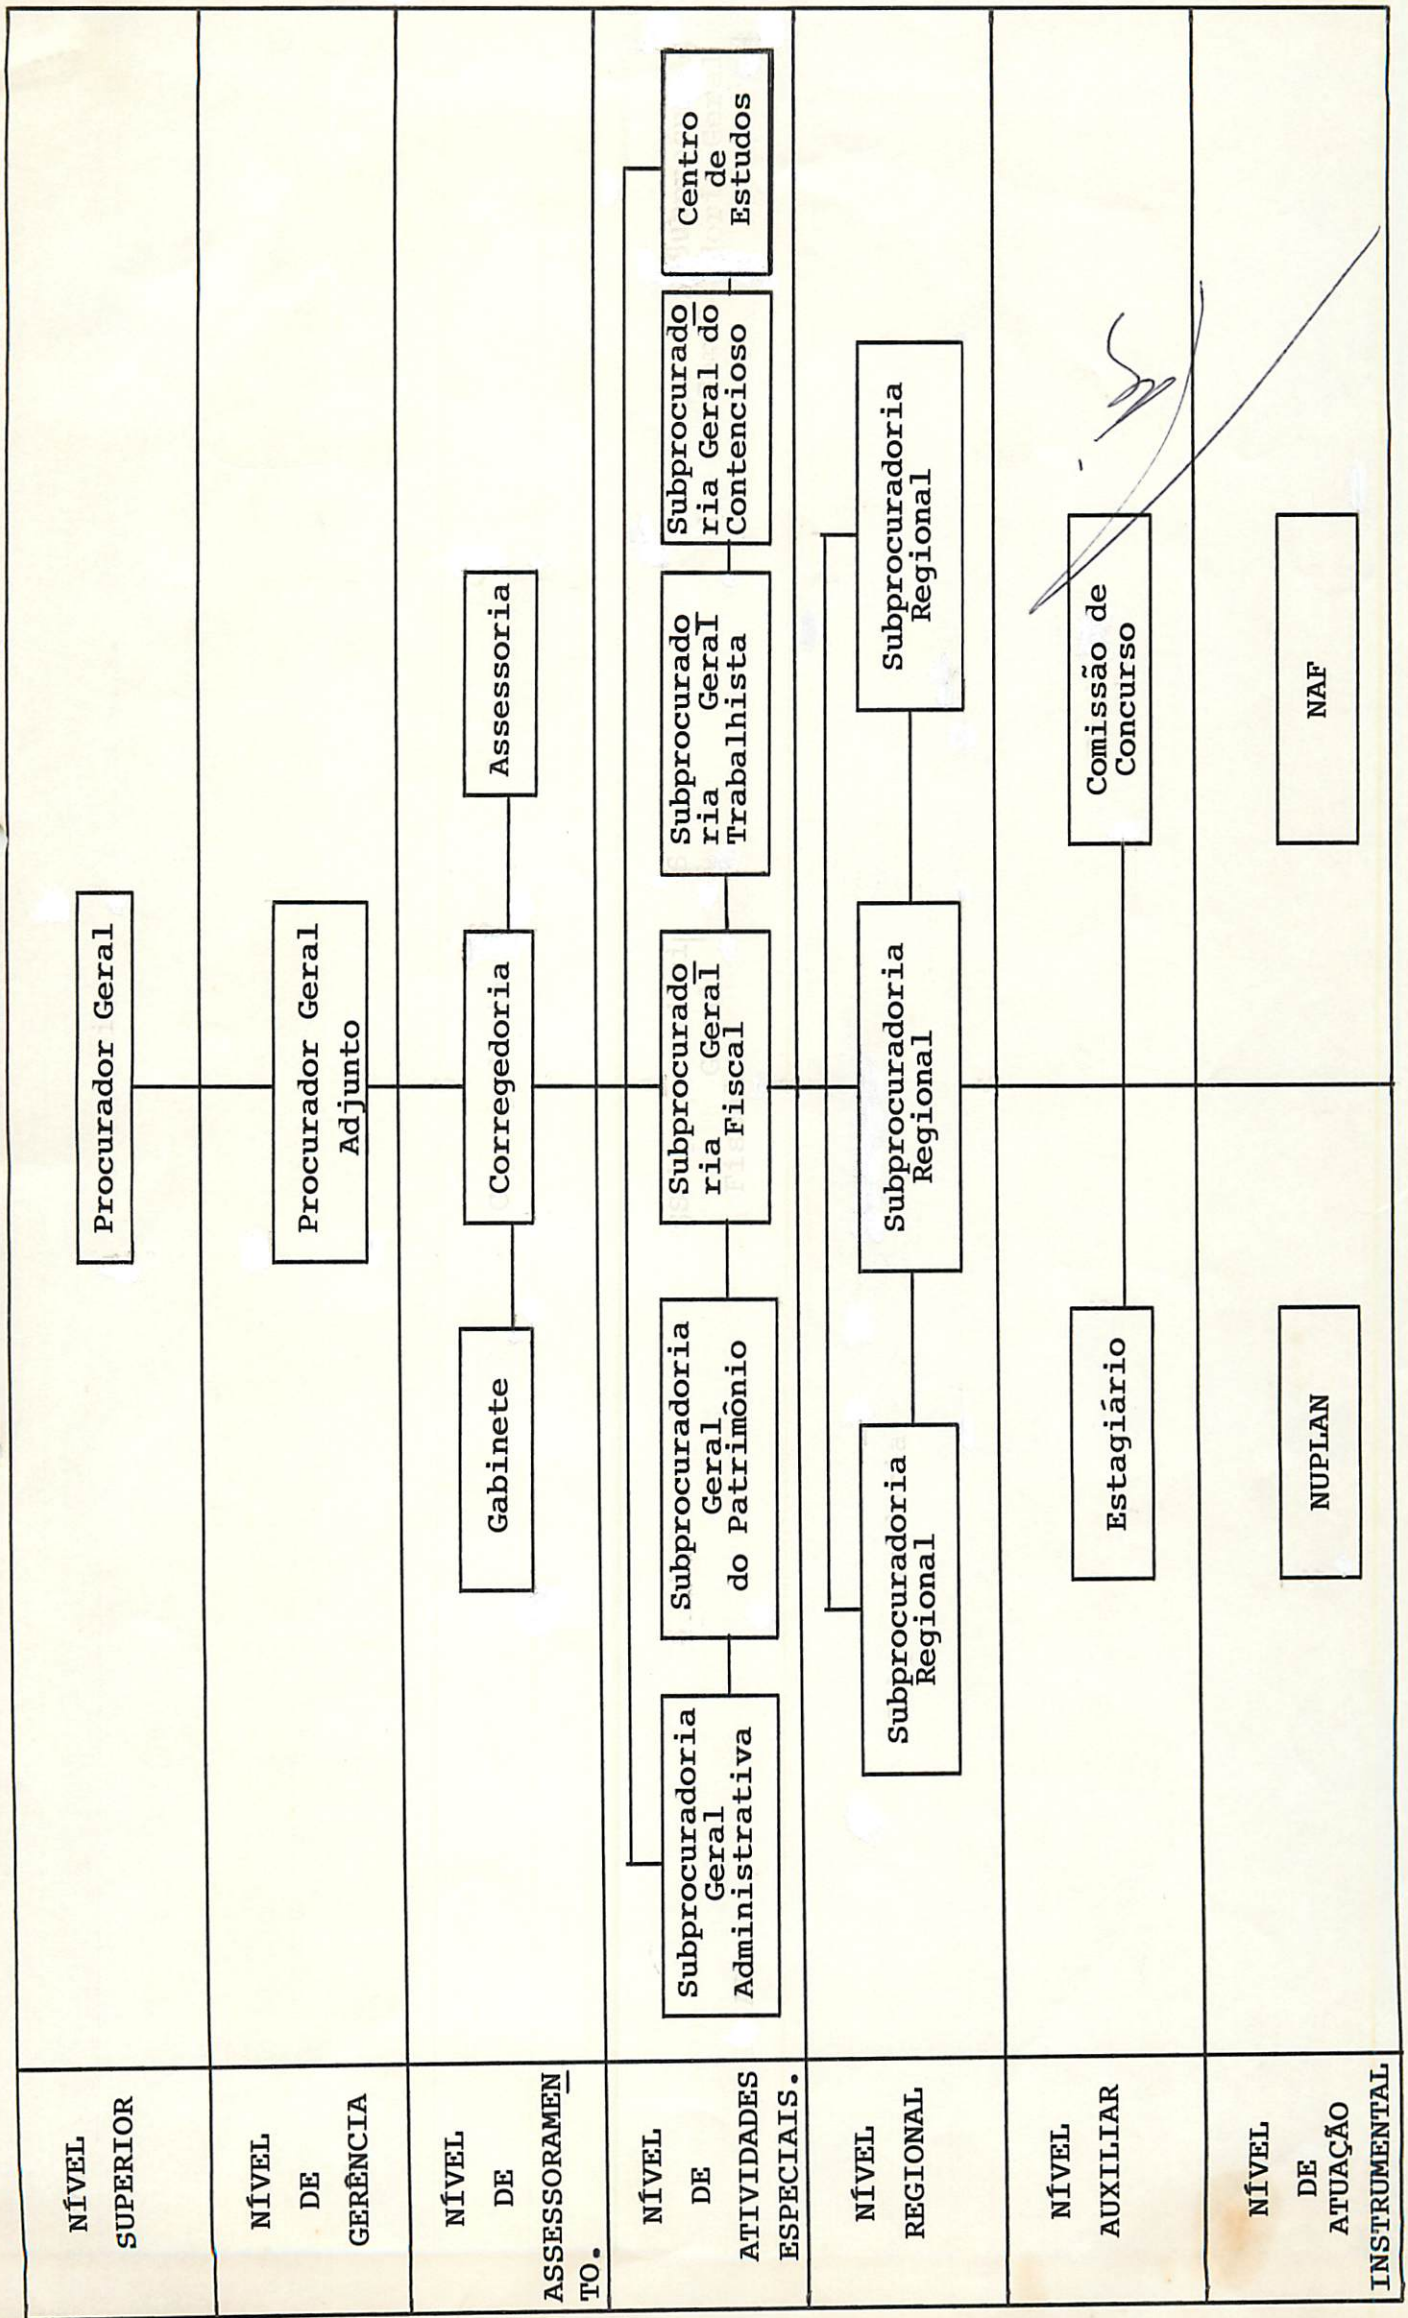 NÍVEL
SUPERIOR
Procurador Geral
NÍVEL
DE
GERÊNCIA
Procurador Geral
Adjunto
NÍVEL
DE
ASSESSORAMEN
TO.
Gabinete
Corregedoria
Assessoria
NÍVEL
DE
ATIVIDADES
ESPECIAIS.
Subprocuradoria
Geral
Administrativa
Subprocuradoria
Geral
do Patrimônio
Subprocurado
ria Geral
Fiscal
Subprocurado
ria Geral
Trabalhista
Subprocurado
ria Geral do
Contencioso
Centro
de
Estudos
NÍVEL
REGIONAL
Subprocuradoria
Regional
Subprocuradoria
Regional
Subprocuradoria
Regional
NÍVEL
AUXILIAR
Estagiário
Comissão de
Concurso
NÍVEL
DE
ATUAÇÃO
INSTRUMENTAL
NUPLAN
NAF